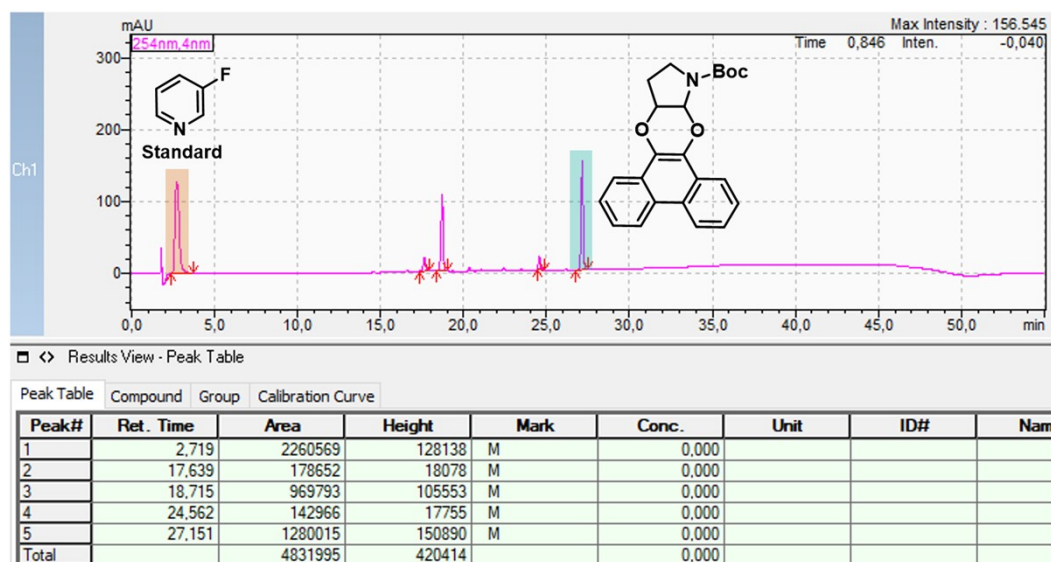 mAU
Max Intensity : 156.545
254nm,4nm
Time 0,846 Inten. -0,040
300
F
N
Standard
N
Boc
O O
200
Ch1
100
0
0,0 5,0 10,0 15,0 20,0 25,0 30,0 35,0 40,0 45,0 50,0 min
Results View - Peak Table
Peak Table Compound Group Calibration Curve
Peak# Ret. Time Area Height Mark Conc. Unit ID# Nam
1 2,719 2260569 128138 M 0,000
2 17,639 178652 18078 M 0,000
3 18,715 969793 105553 M 0,000
4 24,562 142966 17755 M 0,000
5 27,151 1280015 150890 M 0,000
Total 4831995 420414 0,000